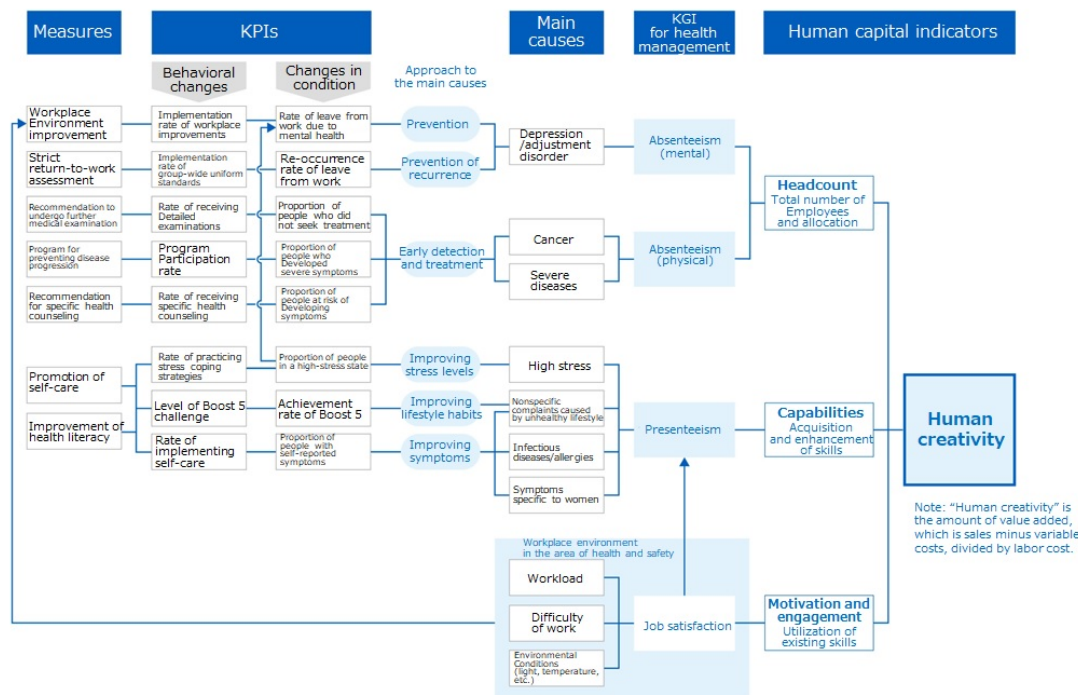 Measures
KPIs
Main
causes
KGI
for health
management
Human capital indicators
Behavioral
changes
Changes in
condition
Approach to
the main causes
Workplace
Environment
improvement
Implementation
rate of workplace
improvements
Rate of leave from
work due to
mental health
Prevention
Depression
/adjustment
disorder
Absenteeism
(mental)
Strict
return-to-work
assessment
Implementation
rate of
group-wide uniform
standards
Re-occurrence
rate of leave
from work
Prevention of
recurrence
Headcount
Total number of
Employees
and allocation
Recommendation to
undergo further
medical examination
Rate of receiving
Detailed
examinations
Proportion of
people who did
not seek treatment
Program for
preventing disease
progression
Program
Participation
rate
Proportion of
people who
Developed
severe symptoms
Early detection
and treatment
Cancer
Severe
diseases
Absenteeism
(physical)
Recommendation
for specific health
counseling
Rate of receiving
specific health
counseling
Proportion of
people at risk of
Developing
symptoms
Promotion of
self-care
Improvement of
health literacy
Rate of practicing
stress coping
strategies
Proportion of people
in a high-stress state
Improving
stress levels
High stress
Level of Boost 5
challenge
Achievement
rate of Boost 5
Improving
lifestyle habits
Nonspecific
complaints caused
by unhealthy lifestyle
Rate of
implementing
self-care
Proportion of
people with
self-reported
symptoms
Improving
symptoms
Infectious
diseases/allergies
Symptoms
specific to women
Presenteeism
Capabilities
Acquisition
and enhancement
of skills
Human
creativity
Note: “Human creativity” is
the amount of value added,
which is sales minus variable
costs, divided by labor cost.
Workplace environment
in the area of health and safety
Workload
Difficulty
of work
Environmental
Conditions
(light, temperature,
etc.)
Job satisfaction
Motivation and
engagement
Utilization of
existing skills